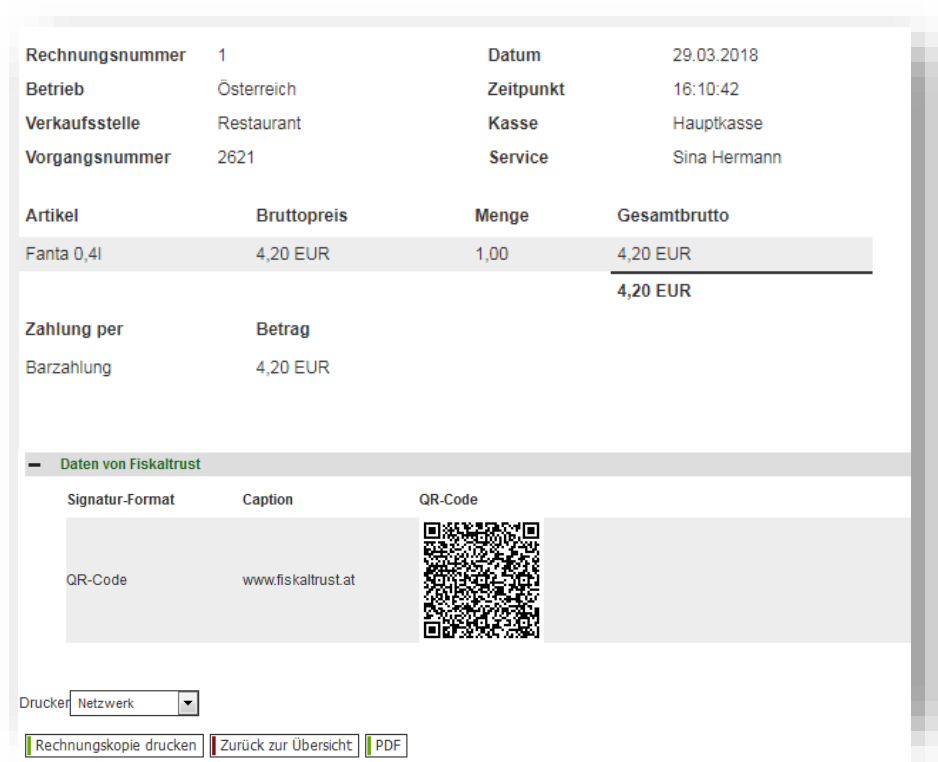 Rechnungsnummer 1 Datum 29.03.2018
Betrieb Österreich Zeitpunkt 16:10:42
Verkaufsstelle Restaurant Kasse Hauptkasse
Vorgangsnummer 2621 Service Sina Hermann
Artikel Bruttopreis Menge Gesamtbrutto
Fanta 0,4l 4,20 EUR 1,00 4,20 EUR
4,20 EUR
Zahlung per Betrag
Barzahlung 4,20 EUR
Daten von Fiskaltrust
Signatur-Format Caption QR-Code
QR-Code www.fiskaltrust.at
Drucker Netzwerk
Rechnungskopie drucken Zurück zur Übersicht PDF